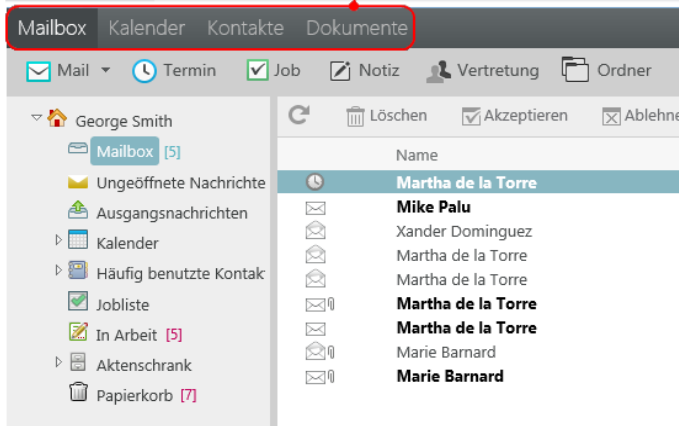 Mailbox Kalender Kontakte Dokumente
Mail Termin Job Notiz Vertretung Ordner
George Smith
Mailbox [5]
Ungeöffnete Nachrichte
Ausgangsnachrichten
Kalender
Häufig benutzte Kontak
Jobliste
In Arbeit [5]
Aktenschrank
Papierkorb [7]
Löschen Akzeptieren Ablehne
Name
Martha de la Torre
Mike Palu
Xander Dominguez
Martha de la Torre
Martha de la Torre
Martha de la Torre
Martha de la Torre
Marie Barnard
Marie Barnard